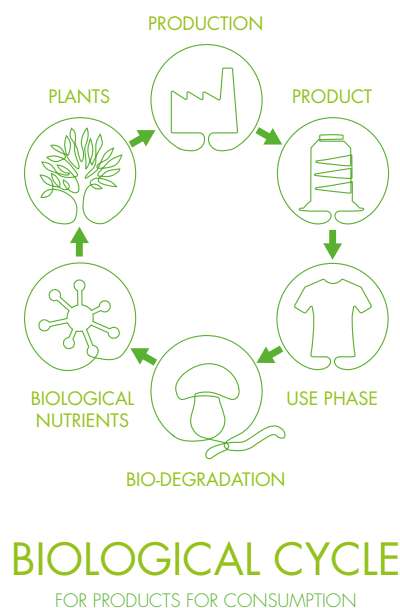 PRODUCTION
PLANTS
PRODUCT
BIOLOGICAL
NUTRIENTS
USE PHASE
BIO-DEGRADATION
BIOLOGICAL CYCLE
FOR PRODUCTS FOR CONSUMPTION